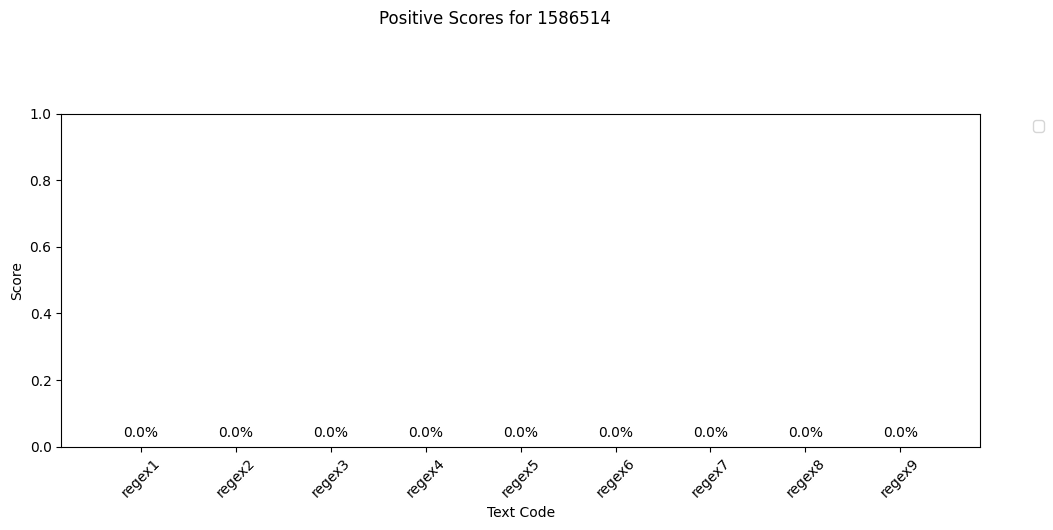 Positive Scores for 1586514
1.0
0.8
0.6
0.4
0.2
0.0
Score
0.0% 0.0% 0.0% 0.0% 0.0% 0.0% 0.0% 0.0% 0.0%
regex1 regex2 regex3 regex4 regex5 regex6 regex7 regex8 regex9
Text Code